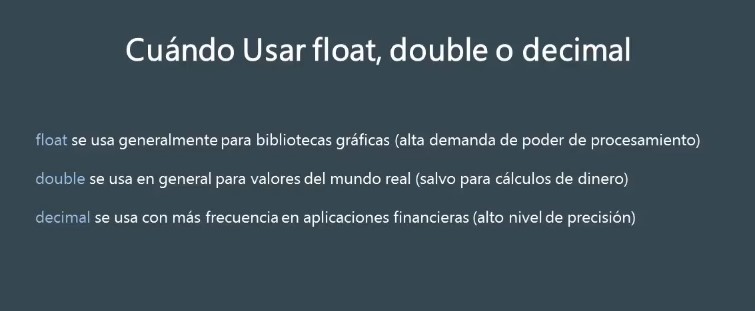 Cuándo Usar float, double o decimal
float se usa generalmente para bibliotecas gráficas (alta demanda de poder de procesamiento)
double se usa en general para valores del mundo real (salvo para cálculos de dinero)
decimal se usa con más frecuencia en aplicaciones financieras (alto nivel de precisión)